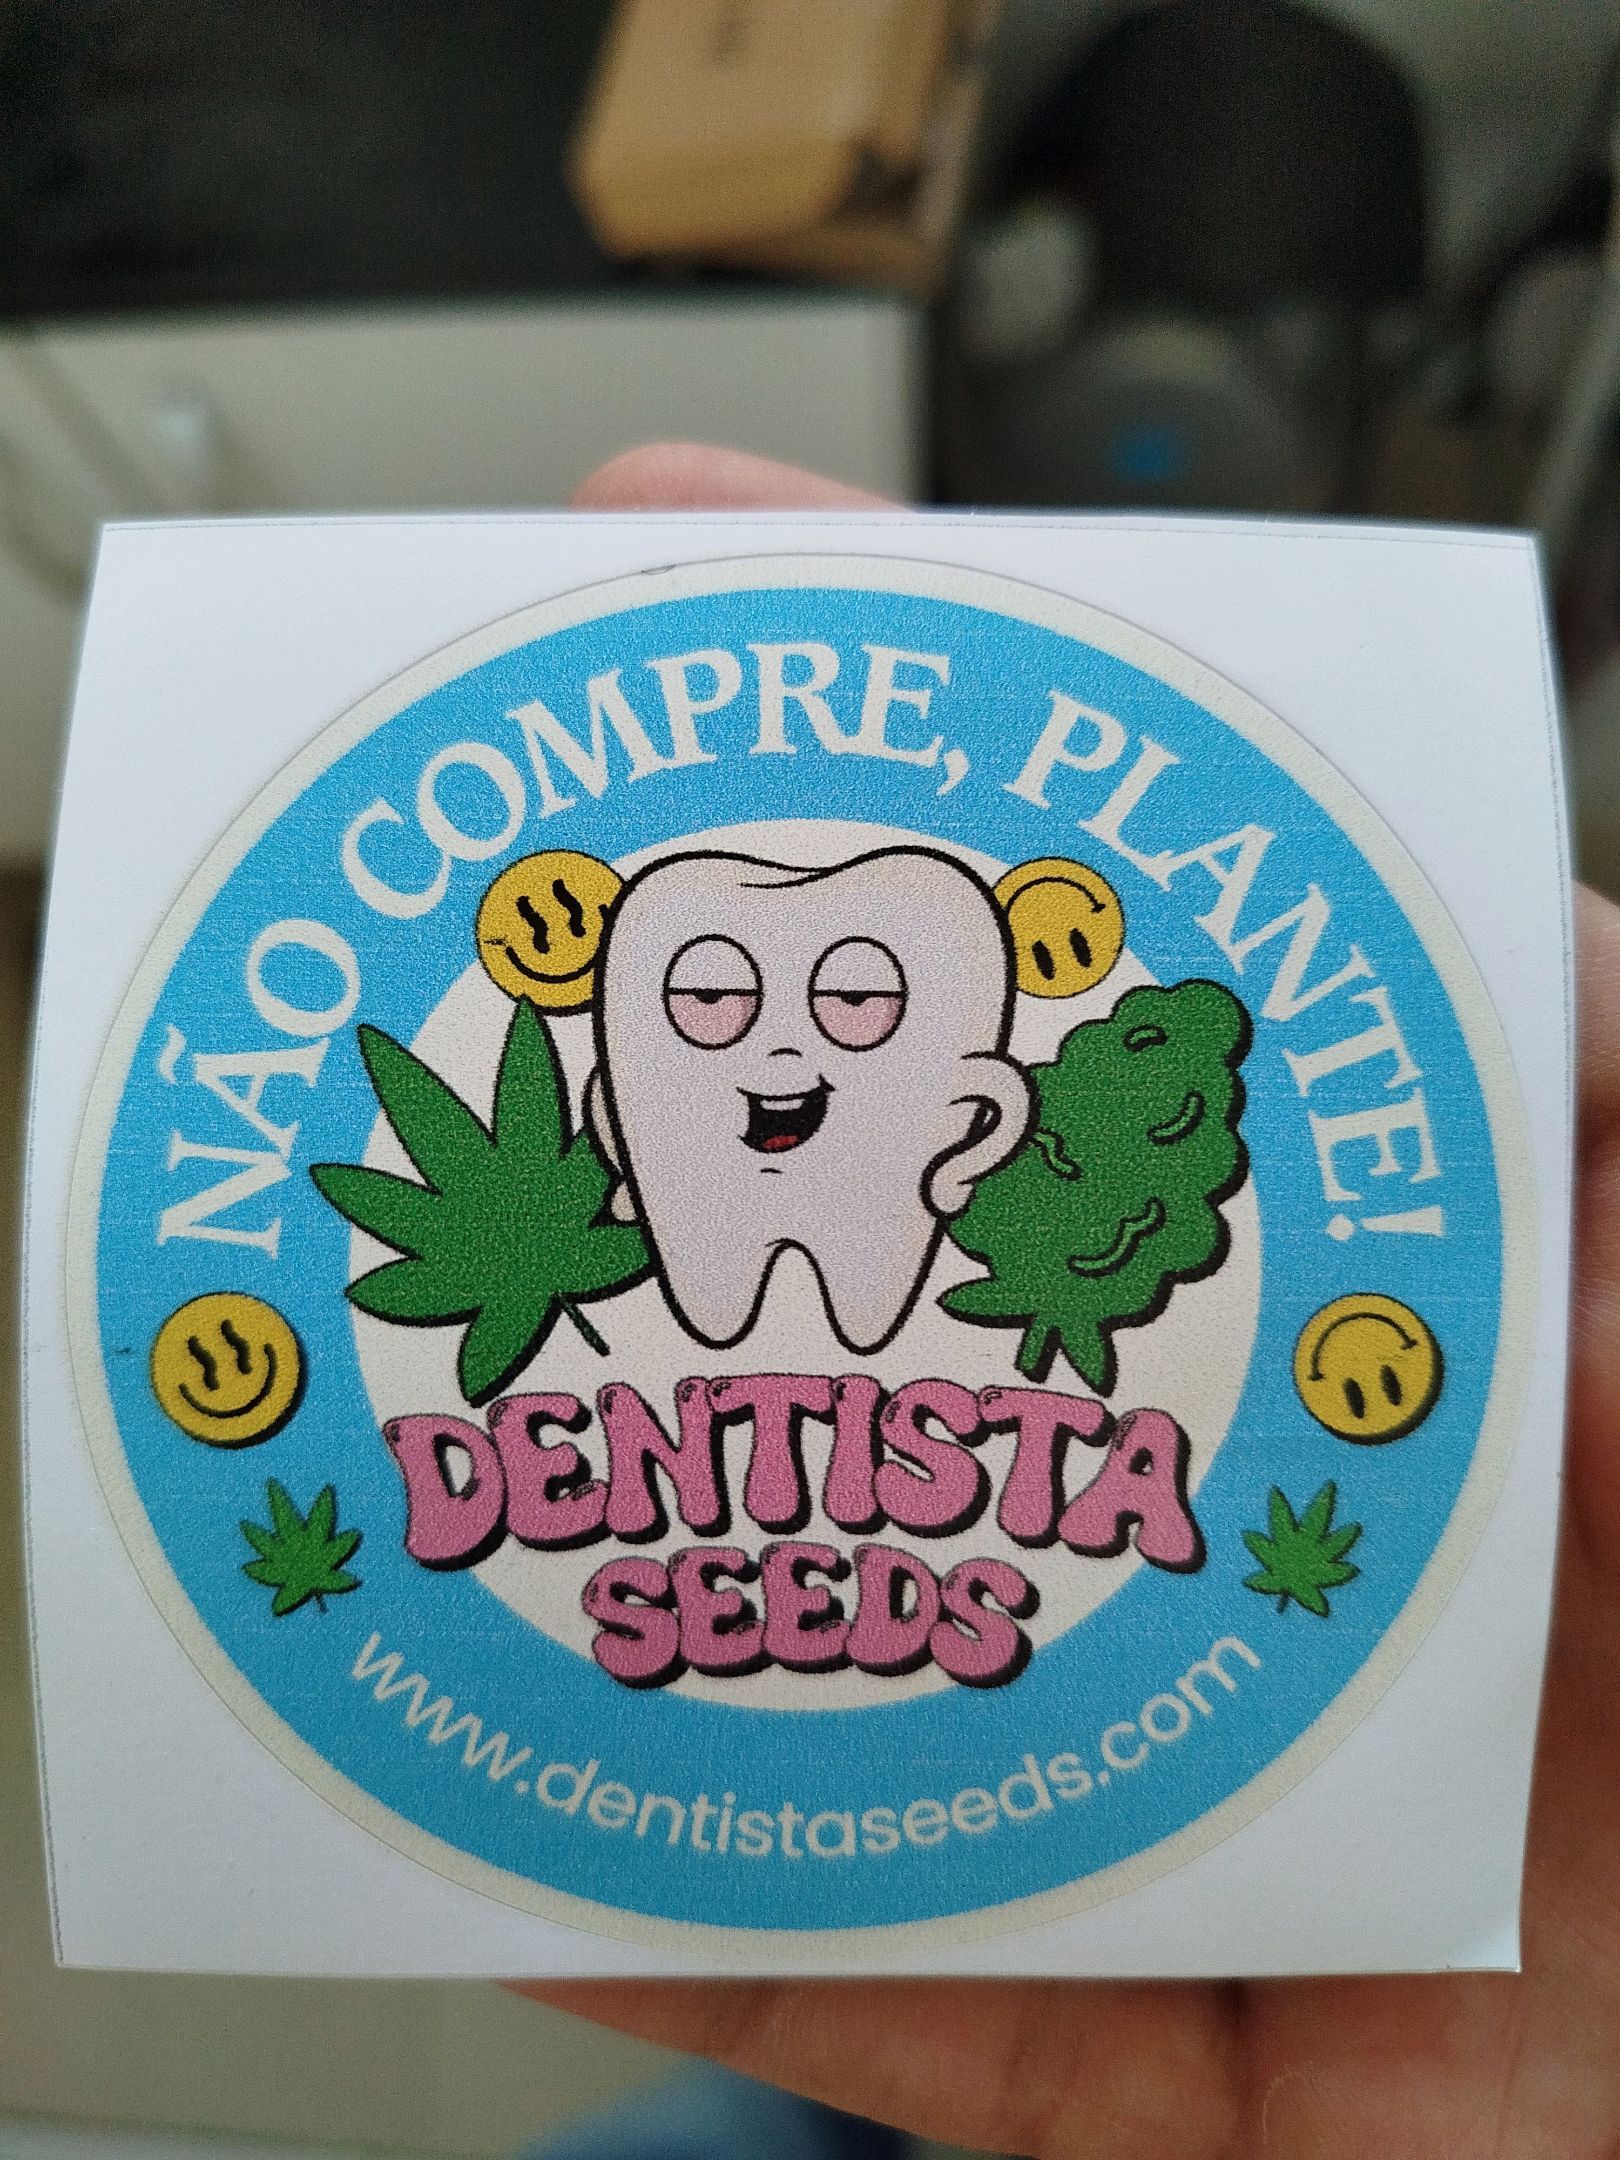 NÃO COMPRE, PLANTE!
DENTISTA
SEEDS
www.dentistaseeds.com